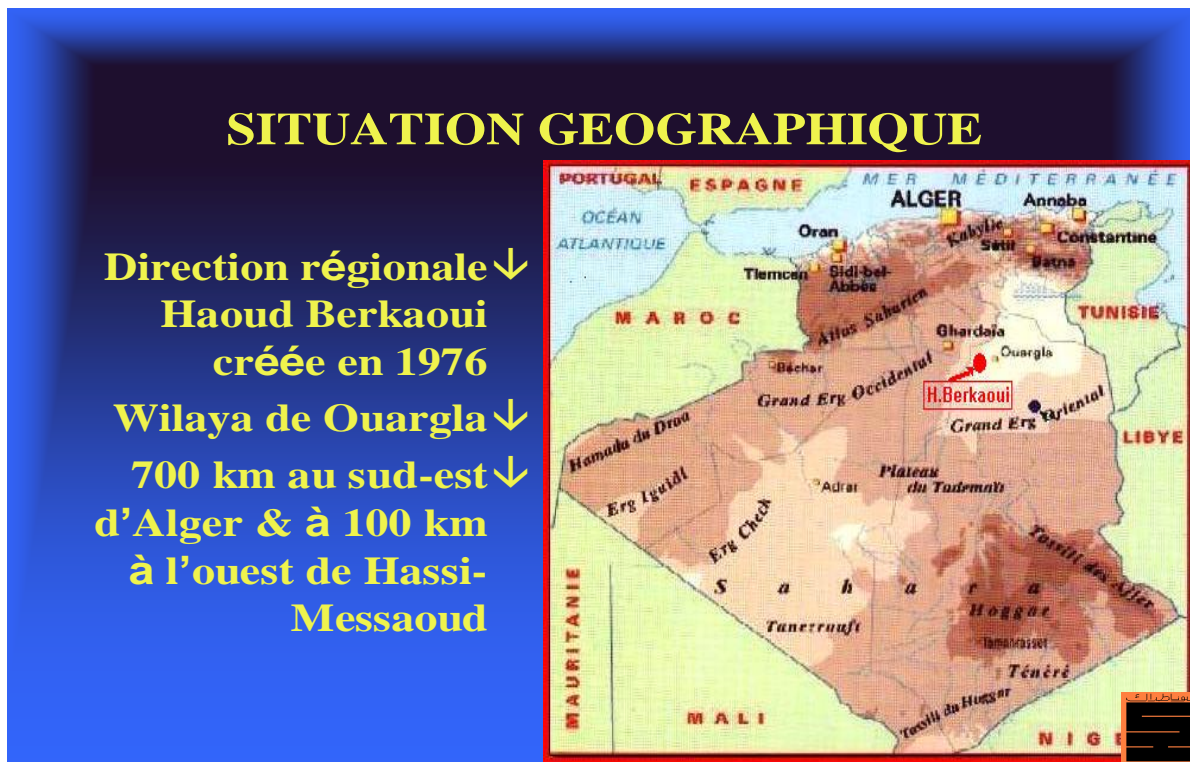 SITUATION GEOGRAPHIQUE
Direction régionale
Haoud Berkaoui
créée en 1976
Wilaya de Ouargla
700 km au sud-est
d’Alger & à 100 km
à l’ouest de Hassi-
Messaoud
PORTUGAL
ESPAGNE
MER MÉDITERRANÉE
OCÉAN
ATLANTIQUE
ALGER
Annaba
Oran
Kabylie
Sétif
Constantine
Batna
Tlemcen
Sidi-bel-
Abbès
MAROC
Atlas Saharien
TUNISIE
Ghardaïa
Ouargla
Béchar
Grand Erg Occidental
H.Berkaoui
Grand Erg Oriental
LIBYE
Hamada du Draa
Erg Iguidi
Adrar
Plateau
du Tademaït
Erg Chech
Tassili des Ajjer
Sahara
Hoggar
Tanezrouft
Tamanrasset
Ténéré
MAURITANIE
Tassili du Hoggar
MALI
NIGE